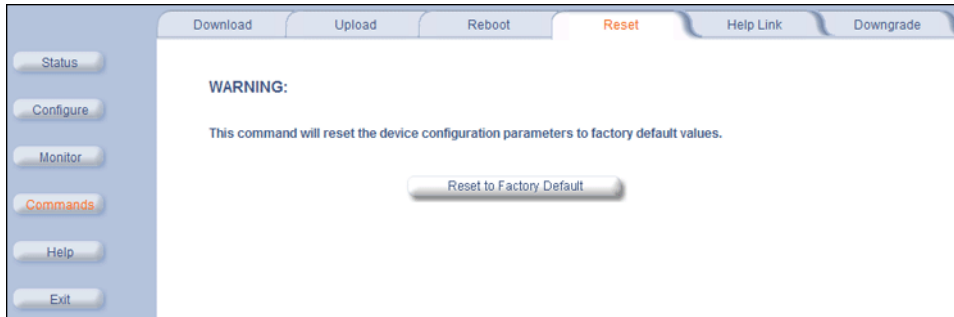 Download Upload Reboot Reset Help Link Downgrade
Status
WARNING:
Configure
This command will reset the device configuration parameters to factory default values.
Monitor
Reset to Factory Default
Commands
Help
Exit